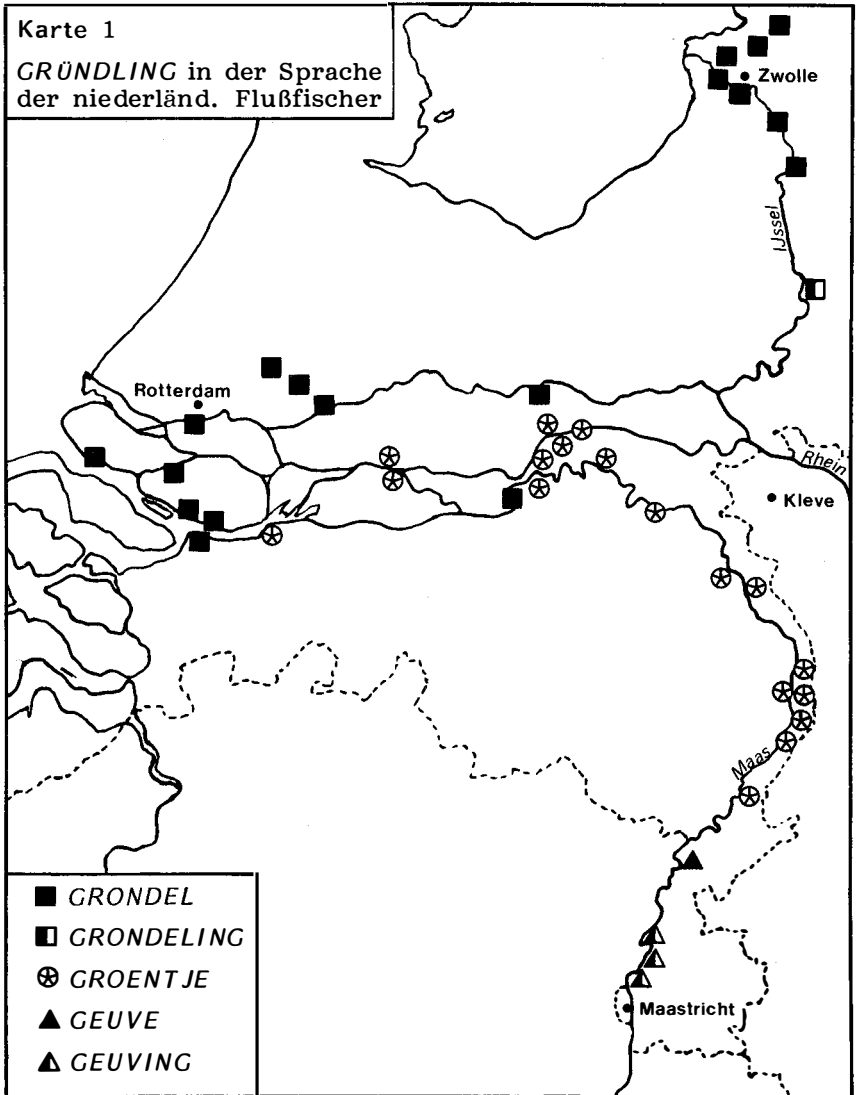 Karte 1
GRÜNDLING in der Sprache
der niederländ. Flußfischer
Zwolle
IJssel
Rotterdam
Rhein
Kleve
Maas
GRONDEL
GRONDELING
GROENTJE
GEUVE
GEUVING
Maastricht